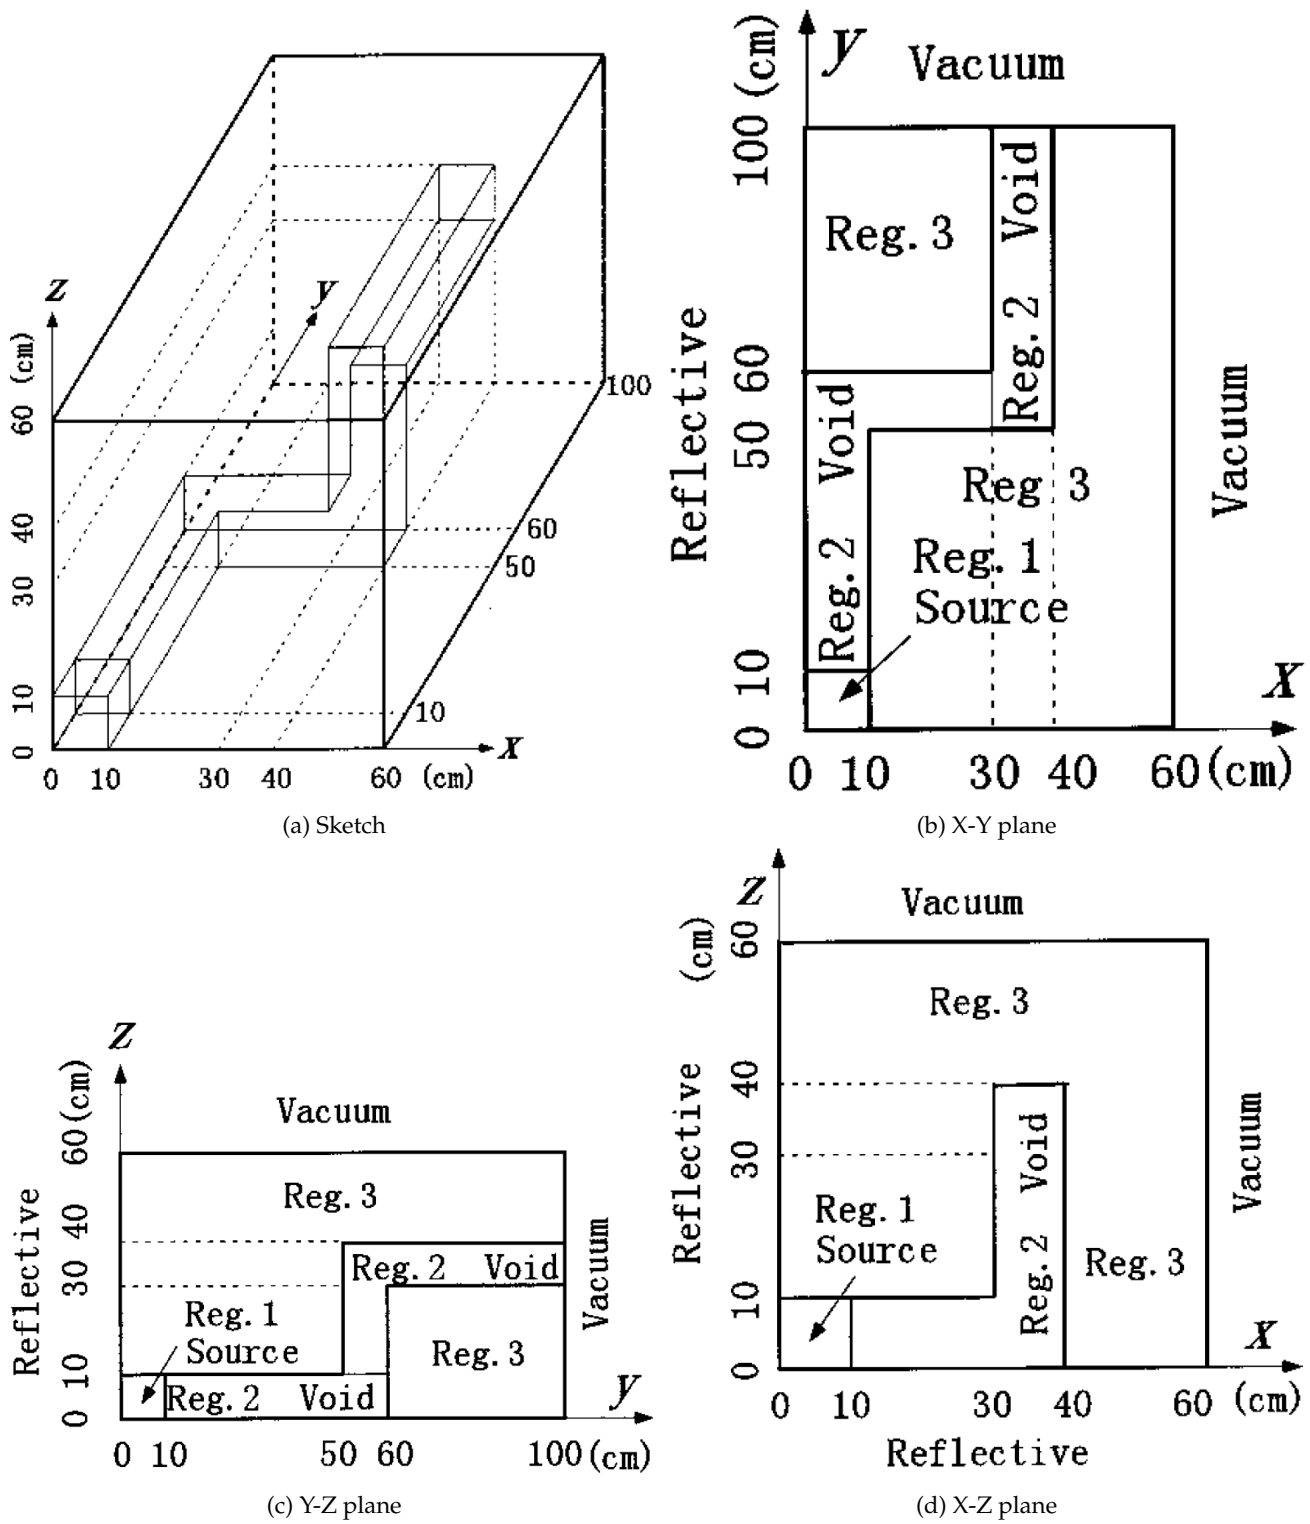 Z
(cm)
60
40
30
10
0
y
100
60
50
10
X
0 10 30 40 60 (cm)
(a) Sketch
y
Vacuum
(cm)
100
60
50
10
0
Reflective
Reg.3
Reg.2 Void
Reg.2 Void
Reg 3
Reg.1
Source
Vacuum
X
0 10 30 40 60(cm)
(b) X-Y plane
Z
Vacuum
(cm)
60
40
30
10
0
Reflective
Reg.3
Reg.2 Void
Reg.1
Source
Reg.3
Reg.2 Void
Vacuum
y
0 10 50 60 100(cm)
(c) Y-Z plane
Z
Vacuum
(cm)
60
40
30
10
0
Reflective
Reg.3
Reg.1
Source
Reg.2 Void
Reg.3
Vacuum
X
0 10 30 40 60 (cm)
Reflective
(d) X-Z plane